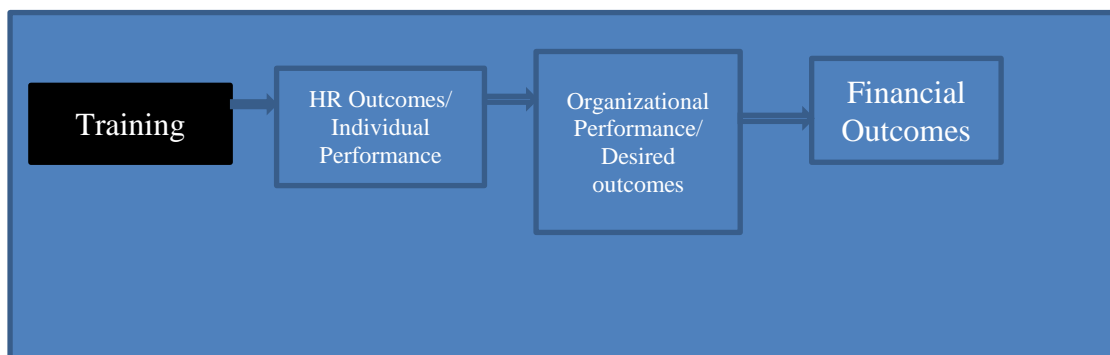 Training
HR Outcomes/
Individual
Performance
Organizational
Performance/
Desired
outcomes
Financial
Outcomes